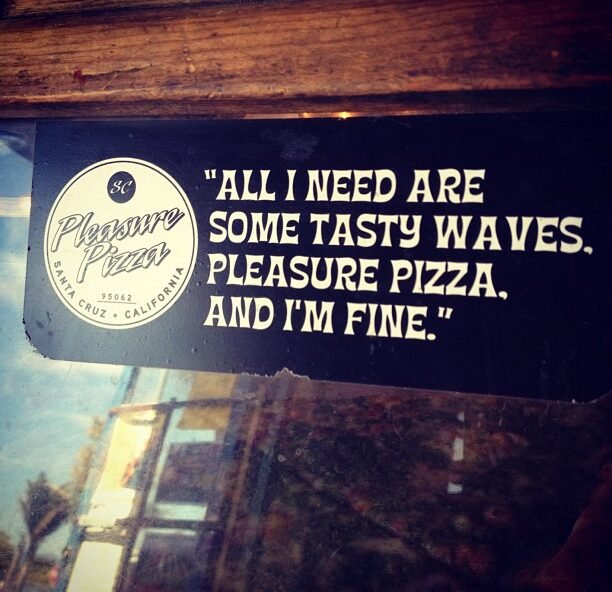 SC
Pleasure
Pizza
95062
SANTA CRUZ • CALIFORNIA
"ALL I NEED ARE
SOME TASTY WAVES,
PLEASURE PIZZA,
AND I'M FINE."